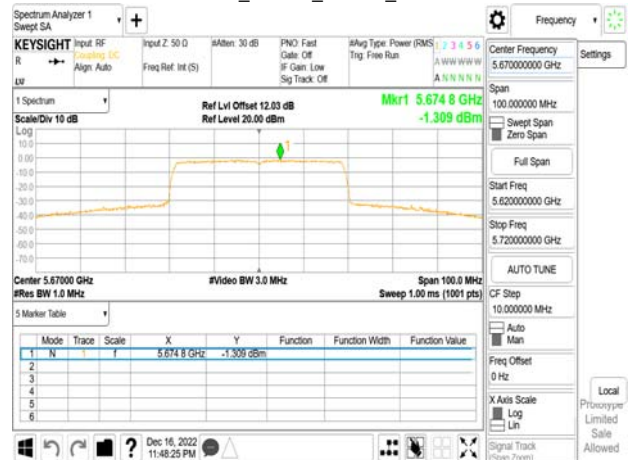 Spectrum Analyzer 1
Swept SA
Frequency
KEYSIGHT
R
LU
Input: RF
Coupling: DC
Align: Auto
Input Z: 50 Ω
Freq Ref: Int (S)
#Atten: 30 dB
PNO: Fast
Gate: Off
IF Gain: Low
Sig Track: Off
#Avg Type: Power (RMS
Trig: Free Run
1 2 3 4 5 6
A W W W W W
A N N N N N
1 Spectrum
Scale/Div 10 dB
Ref Lvl Offset 12.03 dB
Ref Level 20.00 dBm
Mkr1 5.674 8 GHz
-1.309 dBm
Log
10.0
0.00
-10.0
-20.0
-30.0
-40.0
-50.0
-60.0
-70.0
1
Center 5.67000 GHz
#Res BW 1.0 MHz
#Video BW 3.0 MHz
Span 100.0 MHz
Sweep 1.00 ms (1001 pts)
5 Marker Table
Mode Trace Scale X Y Function Function Width Function Value
1 N 1 f 5.674 8 GHz -1.309 dBm
2
3
4
5
6
Dec 16, 2022
11:48:25 PM
Center Frequency
5.670000000 GHz
Settings
Span
100.000000 MHz
Swept Span
Zero Span
Full Span
Start Freq
5.620000000 GHz
Stop Freq
5.720000000 GHz
AUTO TUNE
CF Step
10.000000 MHz
Auto
Man
Freq Offset
0 Hz
X Axis Scale
Log
Lin
Signal Track
(Span Zoom)
Local
Prototype
Limited
Sale
Allowed